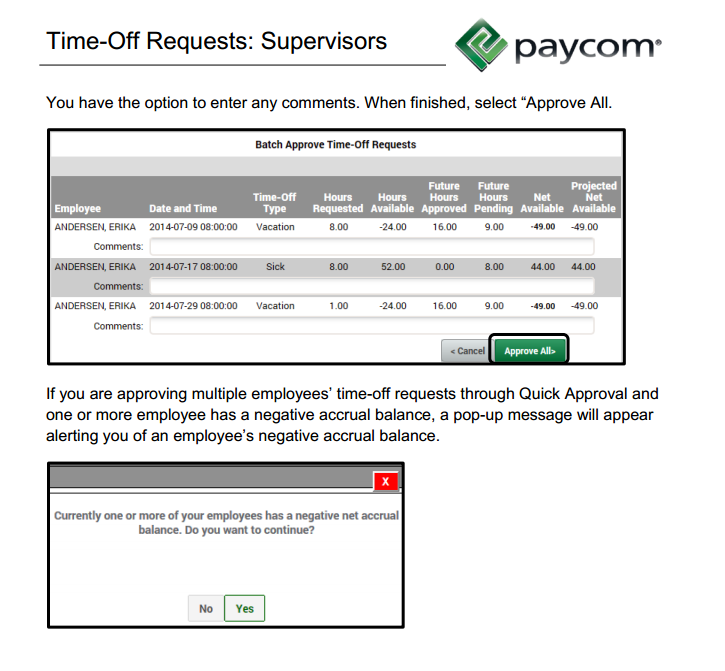 Time-Off Requests: Supervisors
paycom®
You have the option to enter any comments. When finished, select “Approve All.
Batch Approve Time-Off Requests
Employee Date and Time Time-Off Type Hours Requested Hours Available Future Hours Approved Future Hours Pending Net Available Projected Net Available
ANDERSEN, ERIKA 2014-07-09 08:00:00 Vacation 8.00 -24.00 16.00 9.00 -49.00 -49.00
Comments:
ANDERSEN, ERIKA 2014-07-17 08:00:00 Sick 8.00 52.00 0.00 8.00 44.00 44.00
Comments:
ANDERSEN, ERIKA 2014-07-29 08:00:00 Vacation 1.00 -24.00 16.00 9.00 -49.00 -49.00
Comments:
< Cancel Approve All>
If you are approving multiple employees’ time-off requests through Quick Approval and
one or more employee has a negative accrual balance, a pop-up message will appear
alerting you of an employee’s negative accrual balance.
X
Currently one or more of your employees has a negative net accrual
balance. Do you want to continue?
No Yes